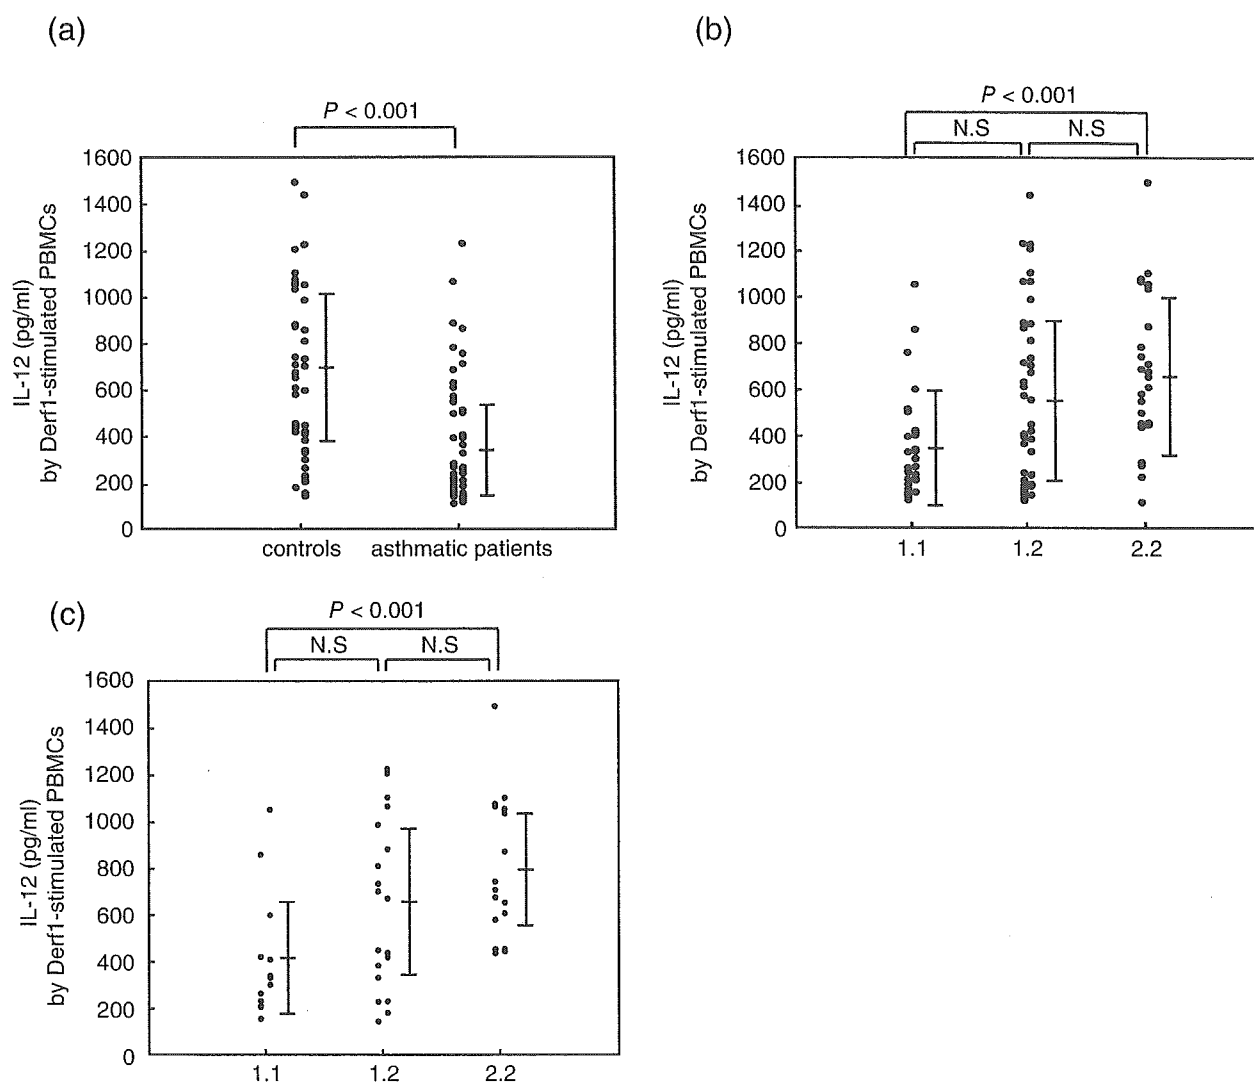 (a)
P < 0.001
1600
1400
1200
1000
800
600
400
200
0
IL-12 (pg/ml)
by Derf1-stimulated PBMCs
controls asthmatic patients
(b)
P < 0.001
N.S N.S
1600
1400
1200
1000
800
600
400
200
0
IL-12 (pg/ml)
by Derf1-stimulated PBMCs
1.1 1.2 2.2
(c)
P < 0.001
N.S N.S
1600
1400
1200
1000
800
600
400
200
0
IL-12 (pg/ml)
by Derf1-stimulated PBMCs
1.1 1.2 2.2